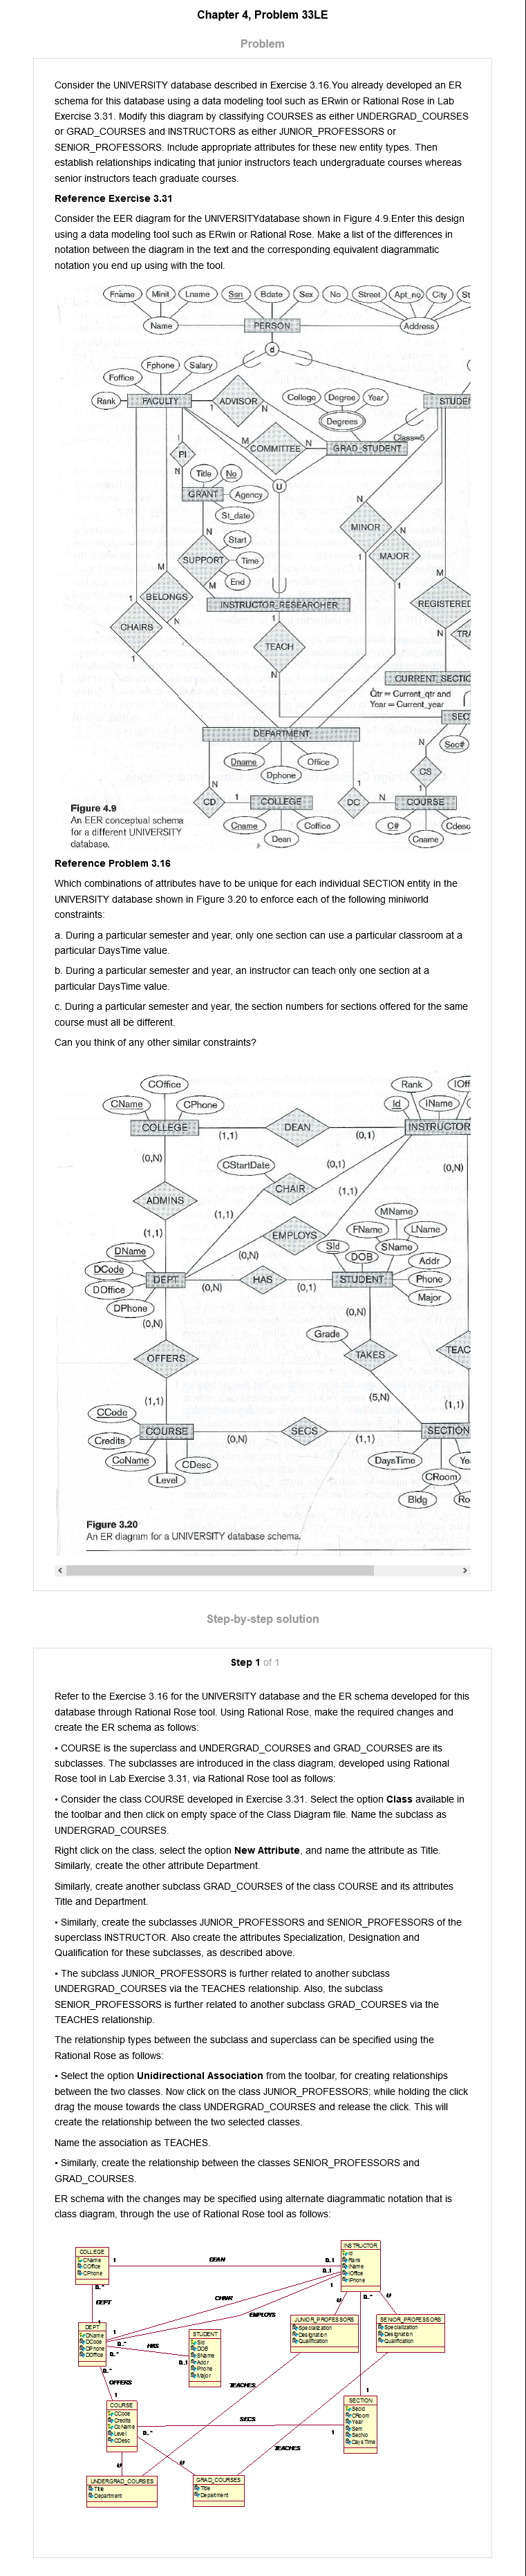 Chapter 4, Problem 33LE
Problem
Consider the UNIVERSITY database described in Exercise 3.16.You already developed an ER
schema for this database using a data modeling tool such as ERwin or Rational Rose in Lab
Exercise 3.31. Modify this diagram by classifying COURSES as either UNDERGRAD_COURSES
or GRAD_COURSES and INSTRUCTORS as either JUNIOR_PROFESSORS or
SENIOR_PROFESSORS. Include appropriate attributes for these new entity types. Then
establish relationships indicating that junior instructors teach undergraduate courses whereas
senior instructors teach graduate courses.
Reference Exercise 3.31
Consider the EER diagram for the UNIVERSITYdatabase shown in Figure 4.9.Enter this design
using a data modeling tool such as ERwin or Rational Rose. Make a list of the differences in
notation between the diagram in the text and the corresponding equivalent diagrammatic
notation you end up using with the tool.
Fname Minit Lname Ssn Bdate Sex No Street Apt_no City St
Name PERSON Address
d
Fphone Salary
Foffice College Degree Year
Rank FACULTY 1 ADVISOR N STUDEN
Degrees
Class=5
M COMMITTEE N GRAD_STUDENT
1
PI
N Title No U
GRANT Agency
St_date N
N Start MINOR N
SUPPORT Time 1 MAJOR
M End 1 M
M BELONGS INSTRUCTOR_RESEARCHER REGISTERED
1 N 1
CHAIRS TEACH N TRA
1 N CURRENT_SECTIO
Qtr = Current_qtr and
Year = Current_year SEC
DEPARTMENT N Sec#
Dname Office
Dphone CS
N 1 1
CD 1 COLLEGE DC N COURSE
Cname Coffice C# Cdesc
Dean Cname
Figure 4.9
An EER conceptual schema
for a different UNIVERSITY
database.
Reference Problem 3.16
Which combinations of attributes have to be unique for each individual SECTION entity in the
UNIVERSITY database shown in Figure 3.20 to enforce each of the following miniworld
constraints:
a. During a particular semester and year, only one section can use a particular classroom at a
particular DaysTime value.
b. During a particular semester and year, an instructor can teach only one section at a
particular DaysTime value.
c. During a particular semester and year, the section numbers for sections offered for the same
course must all be different.
Can you think of any other similar constraints?
COffice Rank IOff
CName CPhone Id IName
COLLEGE (1,1) DEAN (0,1) INSTRUCTOR
(0,N) CStartDate (0,1) (0,N)
CHAIR (1,1)
ADMINS (1,1)
MName
(1,1) EMPLOYS FName LName
DName (0,N) SId SName
DCode DOB Addr
DOffice DEPT (0,N) HAS (0,1) STUDENT Phone
DPhone Major
(0,N) (0,N)
Grade
OFFERS TAKES TEAC
(1,1) (5,N) (1,1)
CCode
COURSE (0,N) SECS (1,1) SECTION
Credits
CoName CDesc DaysTime Yea
Level CRoom
Bldg Ro
Figure 3.20
An ER diagram for a UNIVERSITY database schema.
Step-by-step solution
Step 1 of 1
Refer to the Exercise 3.16 for the UNIVERSITY database and the ER schema developed for this
database through Rational Rose tool. Using Rational Rose, make the required changes and
create the ER schema as follows:
• COURSE is the superclass and UNDERGRAD_COURSES and GRAD_COURSES are its
subclasses. The subclasses are introduced in the class diagram, developed using Rational
Rose tool in Lab Exercise 3.31, via Rational Rose tool as follows:
• Consider the class COURSE developed in Exercise 3.31. Select the option Class available in
the toolbar and then click on empty space of the Class Diagram file. Name the subclass as
UNDERGRAD_COURSES.
Right click on the class, select the option New Attribute, and name the attribute as Title.
Similarly, create the other attribute Department.
Similarly, create another subclass GRAD_COURSES of the class COURSE and its attributes
Title and Department.
• Similarly, create the subclasses JUNIOR_PROFESSORS and SENIOR_PROFESSORS of the
superclass INSTRUCTOR. Also create the attributes Specialization, Designation and
Qualification for these subclasses, as described above.
• The subclass JUNIOR_PROFESSORS is further related to another subclass
UNDERGRAD_COURSES via the TEACHES relationship. Also, the subclass
SENIOR_PROFESSORS is further related to another subclass GRAD_COURSES via the
TEACHES relationship.
The relationship types between the subclass and superclass can be specified using the
Rational Rose as follows:
• Select the option Unidirectional Association from the toolbar, for creating relationships
between the two classes. Now click on the class JUNIOR_PROFESSORS; while holding the click
drag the mouse towards the class UNDERGRAD_COURSES and release the click. This will
create the relationship between the two selected classes.
Name the association as TEACHES.
• Similarly, create the relationship between the classes SENIOR_PROFESSORS and
GRAD_COURSES.
ER schema with the changes may be specified using alternate diagrammatic notation that is
class diagram, through the use of Rational Rose tool as follows:
COLLEGE
CName
COffice
CPhone
1 DEAN 0..1
INSTRUCTOR
Id
Rank
IName
IOffice
IPhone
0..* DEPT 1
CHAIR 0..1
EMPLOYS 1
DEPT
DName
DCode
DPhone
DOffice
0..* HAS 0..1
STUDENT
Sid
DOB
SName
Addr
Phone
Major
JUNIOR_PROFESSORS
Specialization
Designation
Qualification
SENIOR_PROFESSORS
Specialization
Designation
Qualification
U 0..* U
0..* OFFERS 1
TEACHES
COURSE
CCode
Credits
CoName
Level
CDesc
0..* SECS 1
SECTION
SecId
CRoom
Year
Sem
SecNo
DaysTime
1
TEACHES
U U
UNDERGRAD_COURSES
Title
Department
GRAD_COURSES
Title
Department